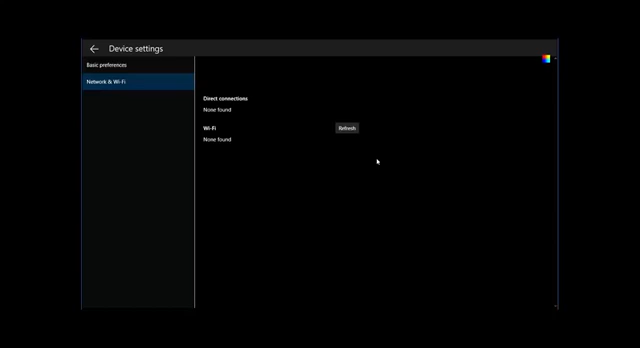 Device settings
Basic preferences
Network & Wi-Fi
Direct connections
None found
Wi-Fi
Refresh
None found